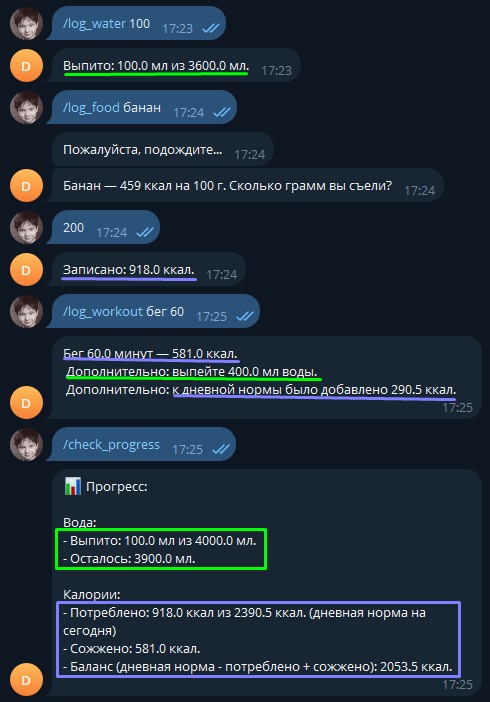 /log_water 100
17:23
D
Выпито: 100.0 мл из 3600.0 мл.
17:23
/log_food банан
17:24
Пожалуйста, подождите...
17:24
D
Банан — 459 ккал на 100 г. Сколько грамм вы съели?
17:24
200
17:24
D
Записано: 918.0 ккал.
17:24
/log_workout бег 60
17:25
Бег 60.0 минут — 581.0 ккал.
Дополнительно: выпейте 400.0 мл воды.
Дополнительно: к дневной норме было добавлено 290.5 ккал.
D
17:25
/check_progress
17:25
Прогресс:
Вода:
- Выпито: 100.0 мл из 4000.0 мл.
- Осталось: 3900.0 мл.
Калории:
- Потреблено: 918.0 ккал из 2390.5 ккал. (дневная норма на
сегодня)
- Сожжено: 581.0 ккал.
- Баланс (дневная норма - потреблено + сожжено): 2053.5 ккал.
D
17:25